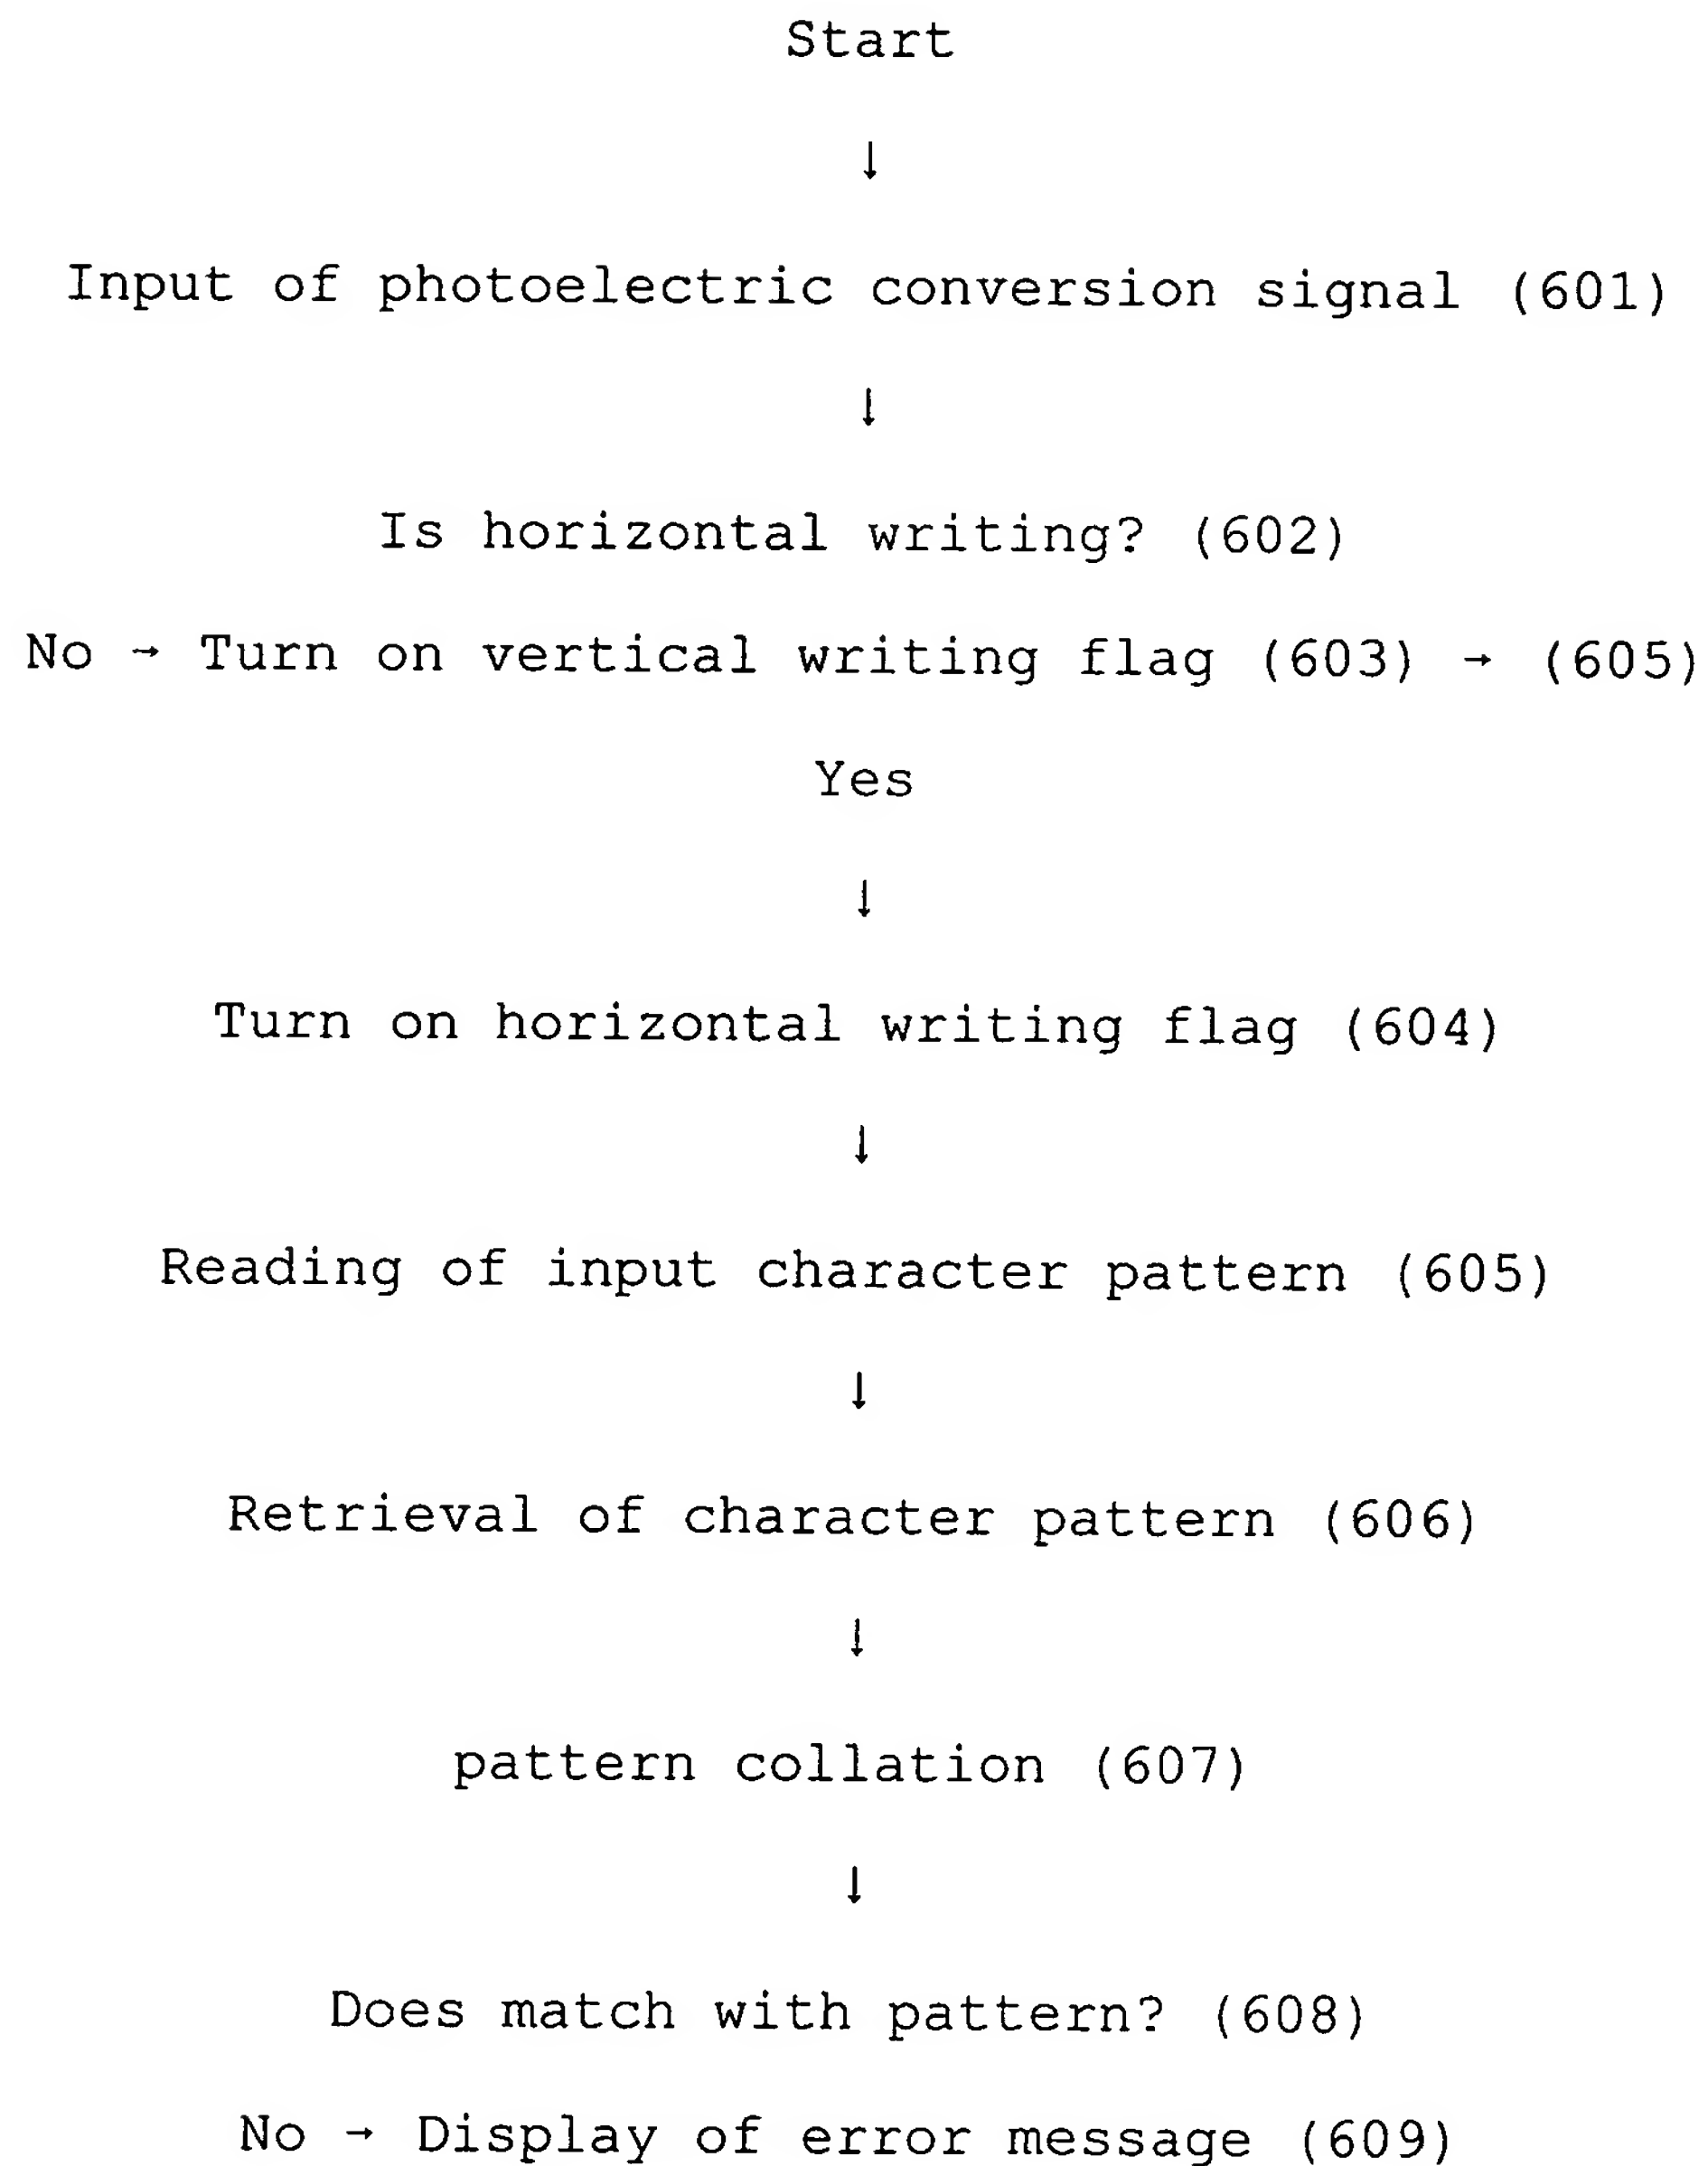 Start
↓
Input of photoelectric conversion signal (601)
↓
Is horizontal writing? (602)
No → Turn on vertical writing flag (603) → (605)
Yes
↓
Turn on horizontal writing flag (604)
↓
Reading of input character pattern (605)
↓
Retrieval of character pattern (606)
↓
pattern collation (607)
↓
Does match with pattern? (608)
No → Display of error message (609)